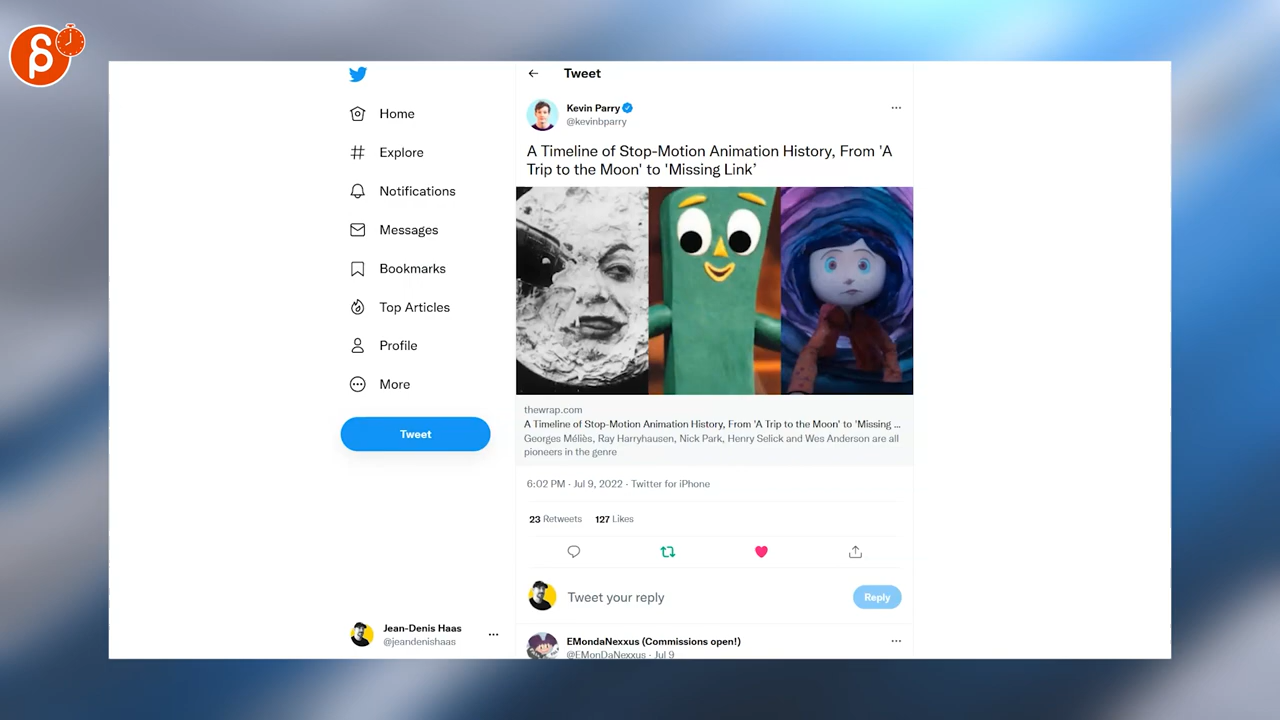 Tweet
Kevin Parry
@kevinbparry
Home
Explore
Notifications
Messages
Bookmarks
Top Articles
Profile
More
Tweet
A Timeline of Stop-Motion Animation History, From 'A
Trip to the Moon' to 'Missing Link’
thewrap.com
A Timeline of Stop-Motion Animation History, From 'A Trip to the Moon' to 'Missing ...
Georges Méliès, Ray Harryhausen, Nick Park, Henry Selick and Wes Anderson are all
pioneers in the genre
6:02 PM · Jul 9, 2022 · Twitter for iPhone
23 Retweets 127 Likes
Tweet your reply
Reply
Jean-Denis Haas
@jeandenishaas
EMondaNexxus (Commissions open!)
@EMonDaNexxus · Jul 9